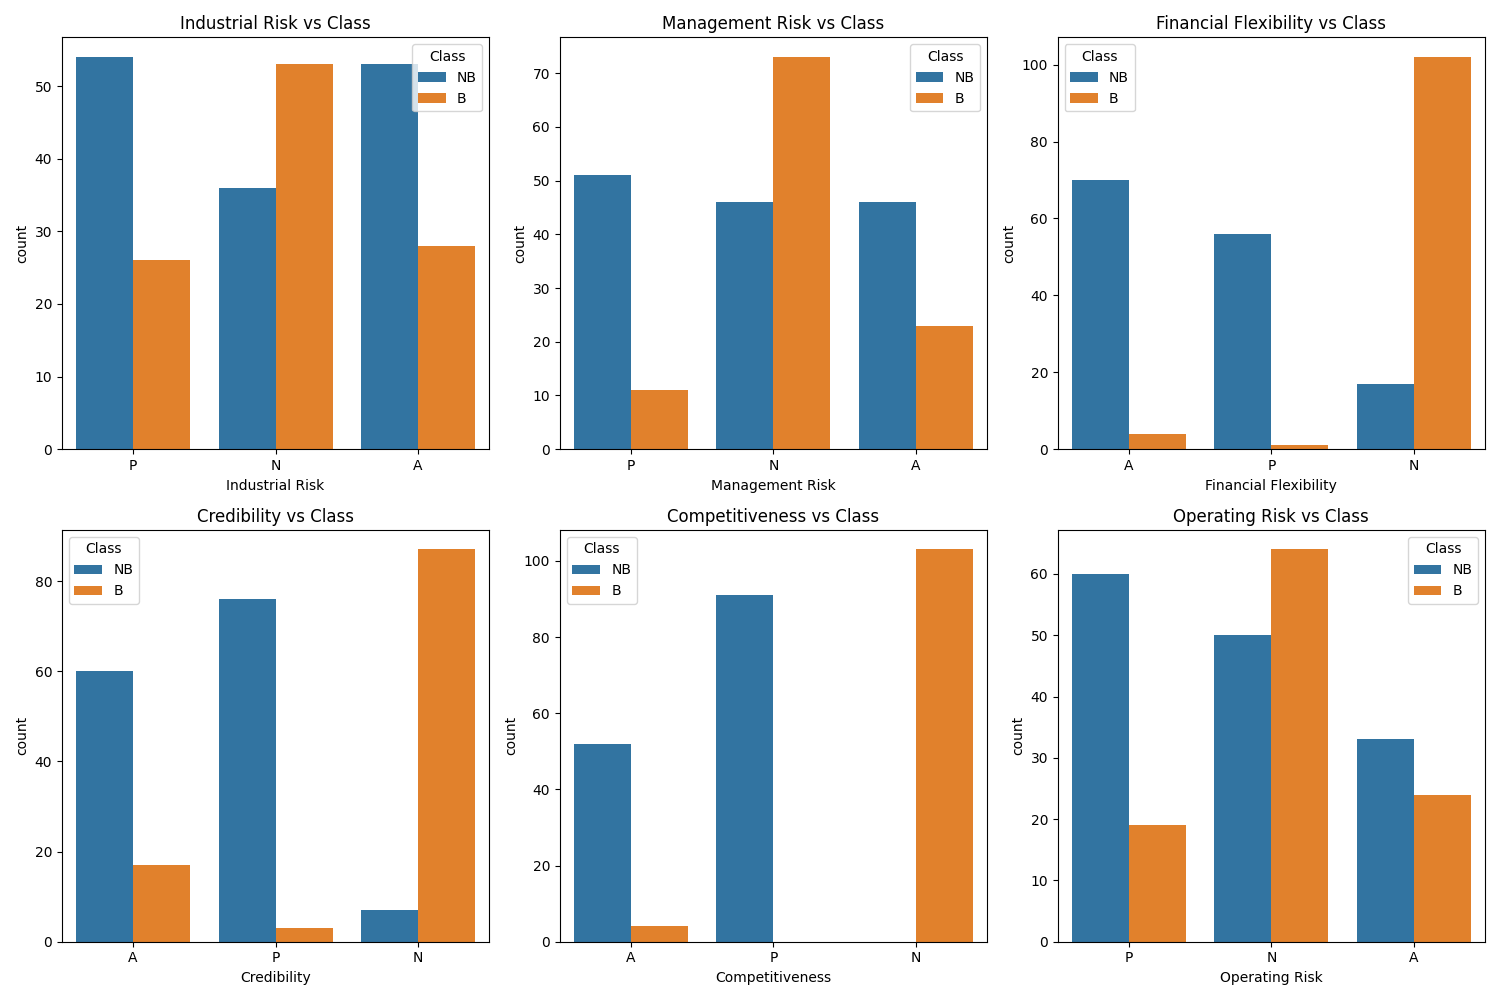 Industrial Risk vs Class
count
50
40
30
20
10
0
Class
NB
B
P N A
Industrial Risk
Management Risk vs Class
count
70
60
50
40
30
20
10
0
Class
NB
B
P N A
Management Risk
Financial Flexibility vs Class
count
100
80
60
40
20
0
Class
NB
B
A P N
Financial Flexibility
Credibility vs Class
count
80
60
40
20
0
Class
NB
B
A P N
Credibility
Competitiveness vs Class
count
100
80
60
40
20
0
Class
NB
B
A P N
Competitiveness
Operating Risk vs Class
count
60
50
40
30
20
10
0
Class
NB
B
P N A
Operating Risk